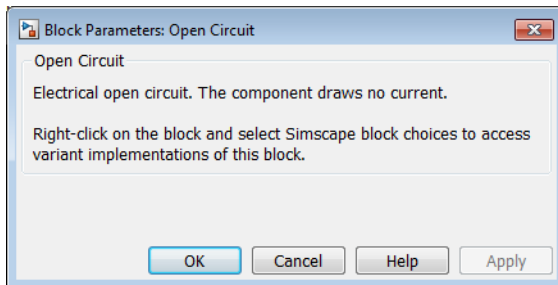 Block Parameters: Open Circuit
Open Circuit
Electrical open circuit. The component draws no current.
Right-click on the block and select Simscape block choices to access
variant implementations of this block.
OK Cancel Help Apply